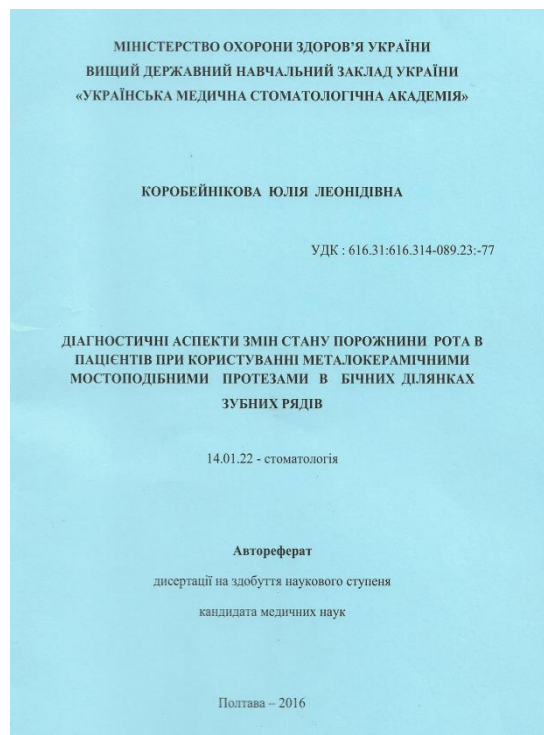 МІНІСТЕРСТВО ОХОРОНИ ЗДОРОВ'Я УКРАЇНИ
ВИЩИЙ ДЕРЖАВНИЙ НАВЧАЛЬНИЙ ЗАКЛАД УКРАЇНИ
«УКРАЇНСЬКА МЕДИЧНА СТОМАТОЛОГІЧНА АКАДЕМІЯ»
КОРОБЕЙНІКОВА ЮЛІЯ ЛЕОНІДІВНА
УДК : 616.31:616.314-089.23:-77
ДІАГНОСТИЧНІ АСПЕКТИ ЗМІН СТАНУ ПОРОЖНИНИ РОТА В
ПАЦІЄНТІВ ПРИ КОРИСТУВАННІ МЕТАЛОКЕРАМІЧНИМИ
МОСТОПОДІБНИМИ ПРОТЕЗАМИ В БІЧНИХ ДІЛЯНКАХ
ЗУБНИХ РЯДІВ
14.01.22 - стоматологія
Автореферат
дисертації на здобуття наукового ступеня
кандидата медичних наук
Полтава – 2016